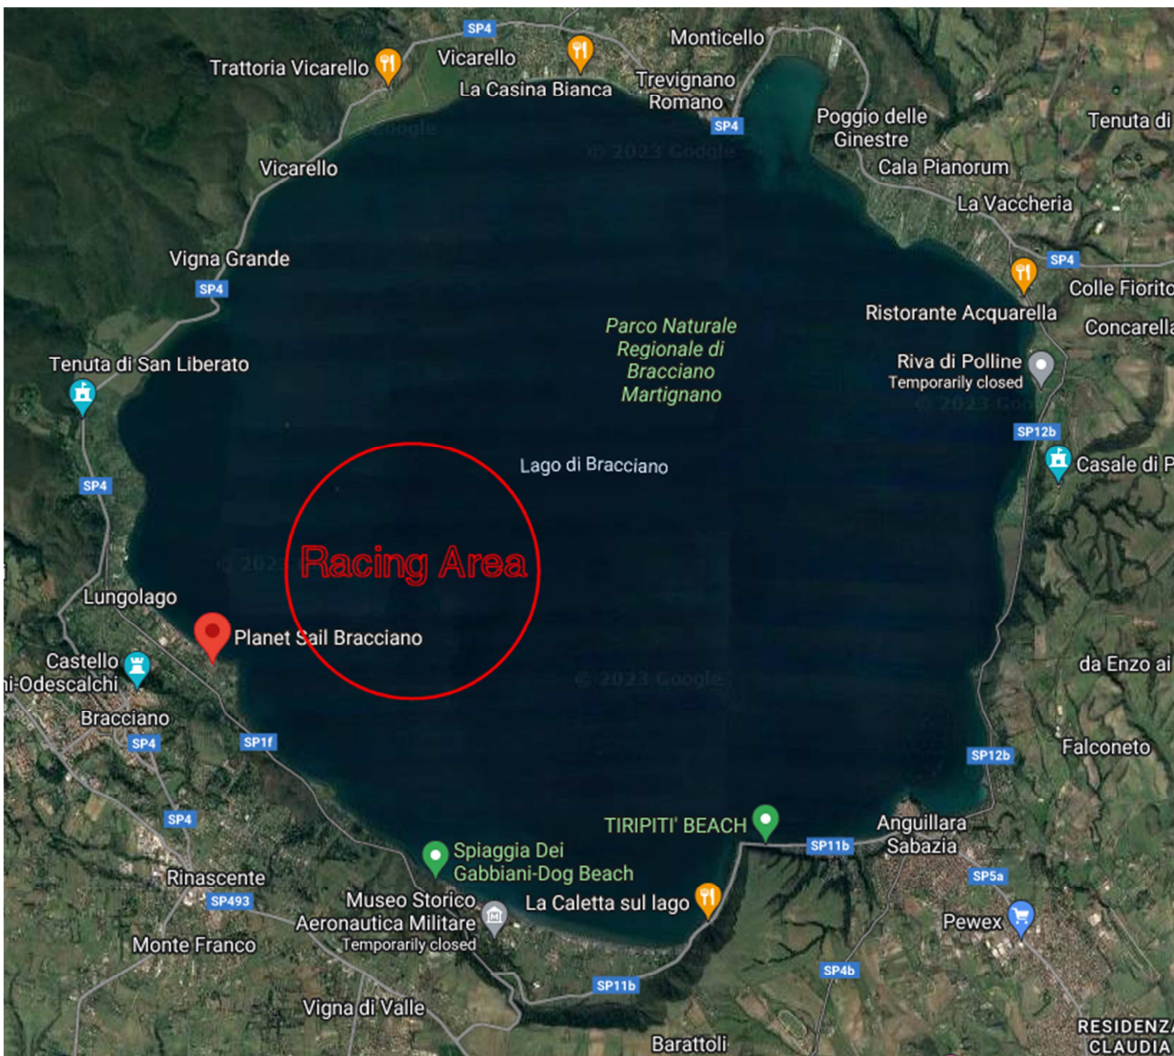 SP4
Monticello
Vicarello
Trattoria Vicarello
La Casina Bianca
Trevignano
Romano
SP4
Poggio delle
Ginestre
Tenuta di
© 2023 Google
Google
Vicarello
Cala Pianorum
La Vaccheria
Vigna Grande
SP4
SP4
Colle Fiorito
Ristorante Acquarella
Concarella
Parco Naturale
Regionale di
Bracciano
Martignano
Tenuta di San Liberato
Riva di Polline
Temporarily closed
© 2023 Goo
SP12b
Lago di Bracciano
Casale di P
SP4
Racing Area
© 2023
Lungolago
Planet Sail Bracciano
Castello
ni-Odescalchi
da Enzo ai
© 2023 Google
Bracciano
SP4
SP1f
Falconeto
SP12b
SP4
TIRIPITI' BEACH
Anguillara
Sabazia
SP11b
Spiaggia Dei
Gabbiani-Dog Beach
Rinascente
SP493
SP5a
Museo Storico
Aeronautica Militare
Temporarily closed
La Caletta sul lago
Pewex
Monte Franco
SP4b
SP11b
Vigna di Valle
RESIDENZA
CLAUDIA
Barattoli